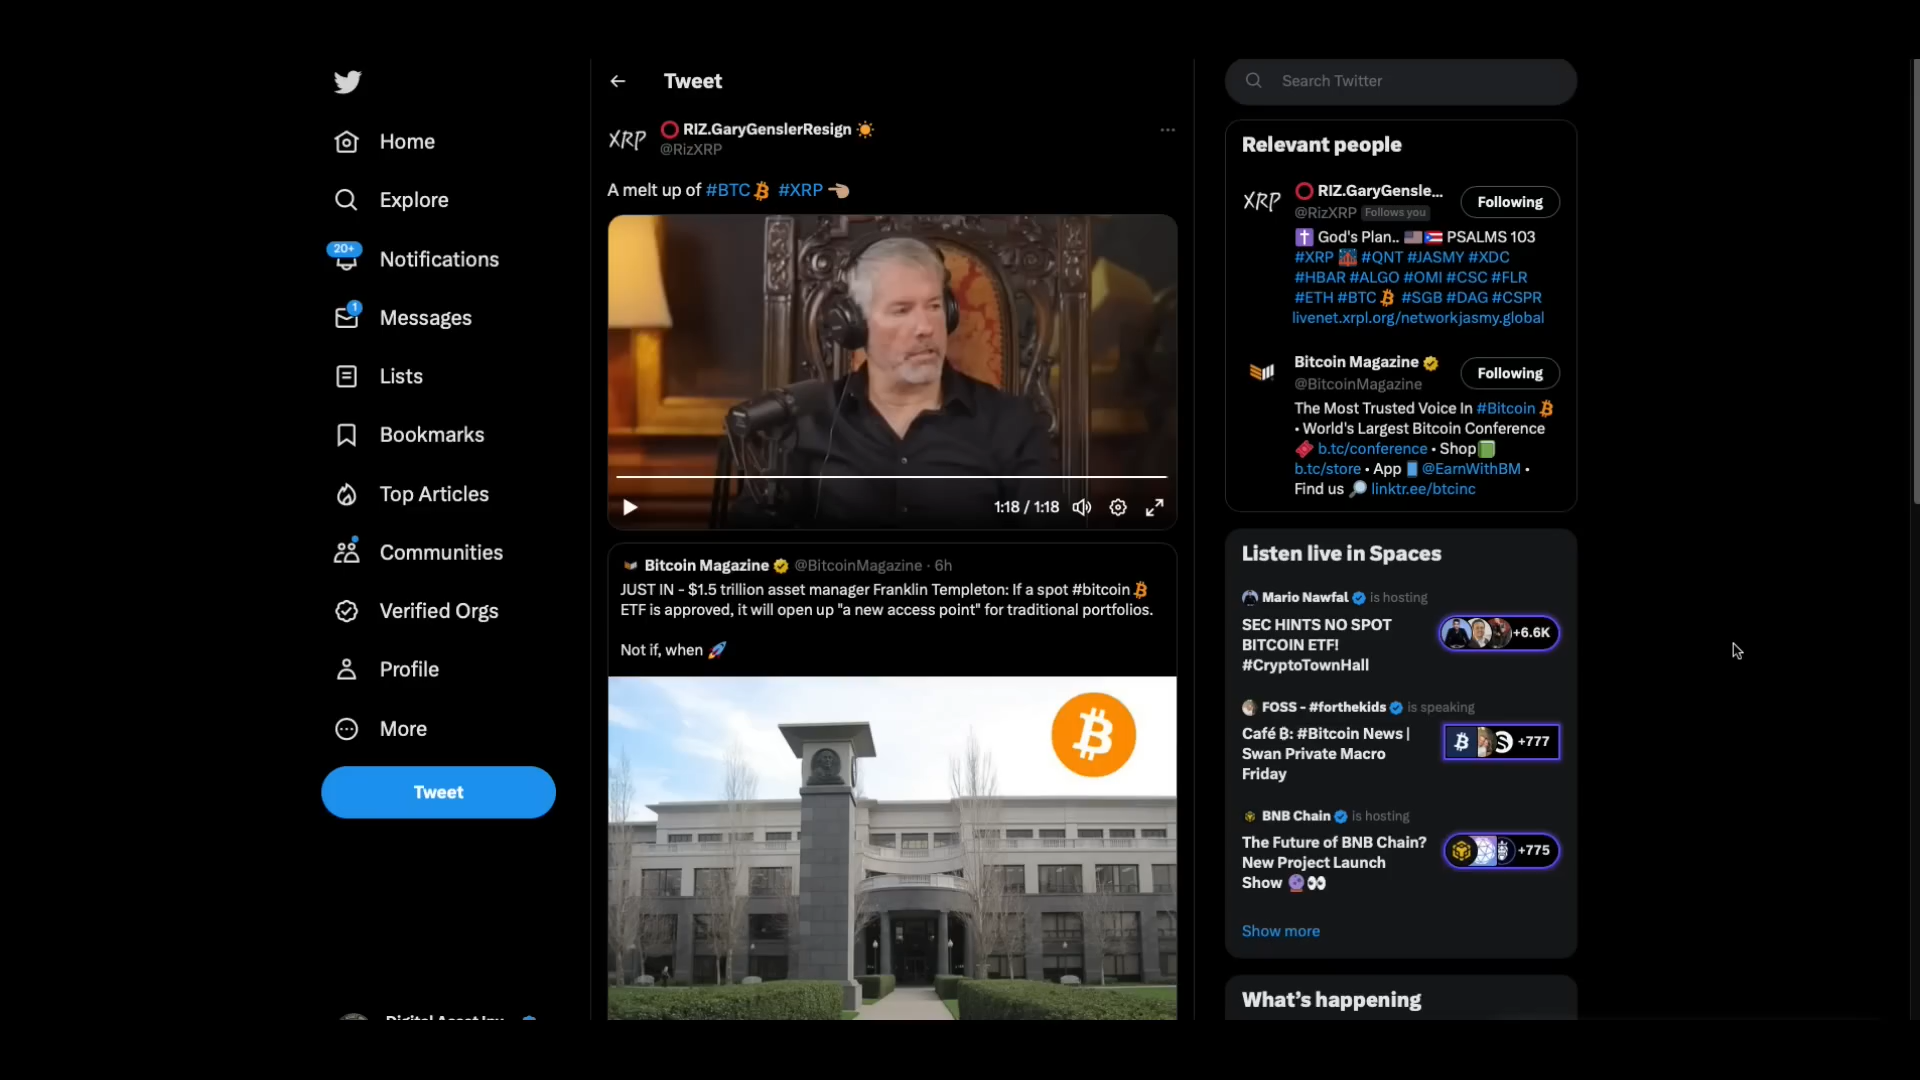 Home
Explore
20+
Notifications
1
Messages
Lists
Bookmarks
Top Articles
Communities
Verified Orgs
Profile
More
Tweet
Tweet
XRP
RIZ.GaryGenslerResign
@RizXRP
A melt up of #BTC #XRP
1:18 / 1:18
Bitcoin Magazine @BitcoinMagazine · 6h
JUST IN - $1.5 trillion asset manager Franklin Templeton: If a spot #bitcoin
ETF is approved, it will open up "a new access point" for traditional portfolios.
Not if, when 🚀
Search Twitter
Relevant people
XRP
RIZ.GaryGensle...
Following
@RizXRP Follows you
God's Plan.. PSALMS 103
#XRP #QNT #JASMY #XDC
#HBAR #ALGO #OMI #CSC #FLR
#ETH #BTC #SGB #DAG #CSPR
livenet.xrpl.org/networkjasmy.global
Bitcoin Magazine
Following
@BitcoinMagazine
The Most Trusted Voice In #Bitcoin
• World's Largest Bitcoin Conference
b.tc/conference • Shop
b.tc/store • App @EarnWithBM •
Find us linktr.ee/btcinc
Listen live in Spaces
Mario Nawfal is hosting
SEC HINTS NO SPOT
BITCOIN ETF!
#CryptoTownHall
+6.6K
FOSS - #forthekids is speaking
Café ₿: #Bitcoin News |
Swan Private Macro
Friday
+777
BNB Chain is hosting
The Future of BNB Chain?
New Project Launch
Show
+775
Show more
What's happening